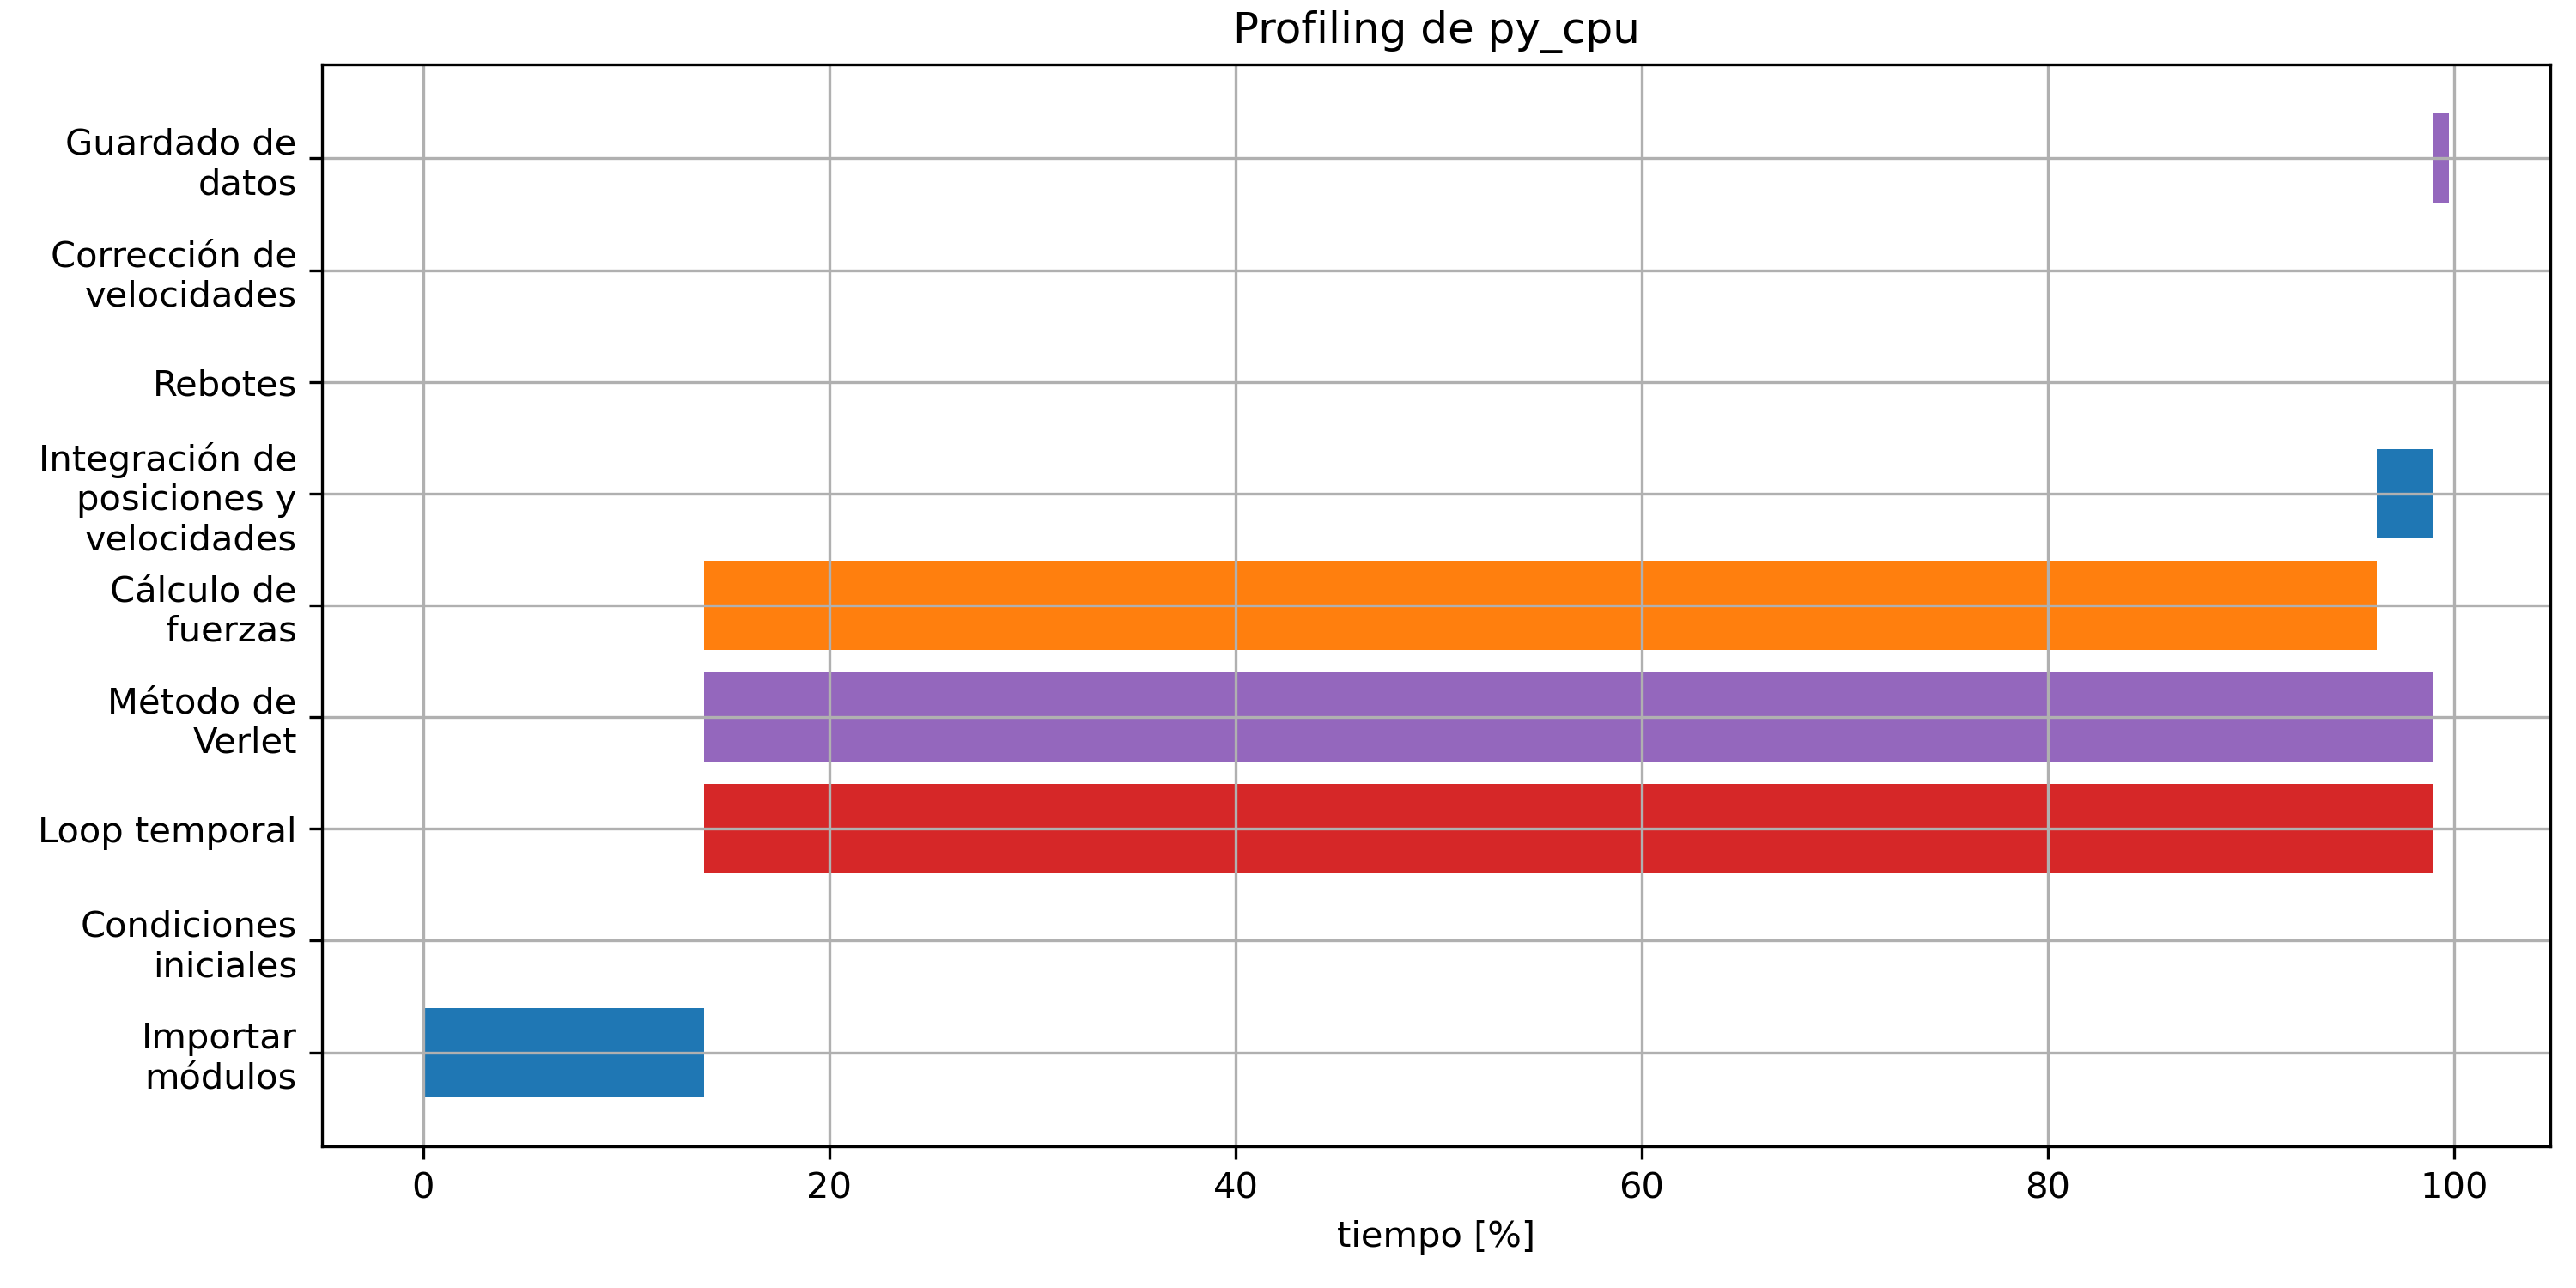 Profiling de py_cpu
Guardado de
datos
Corrección de
velocidades
Rebotes
Integración de
posiciones y
velocidades
Cálculo de
fuerzas
Método de
Verlet
Loop temporal
Condiciones
iniciales
Importar
módulos
0 20 40 60 80 100
tiempo [%]